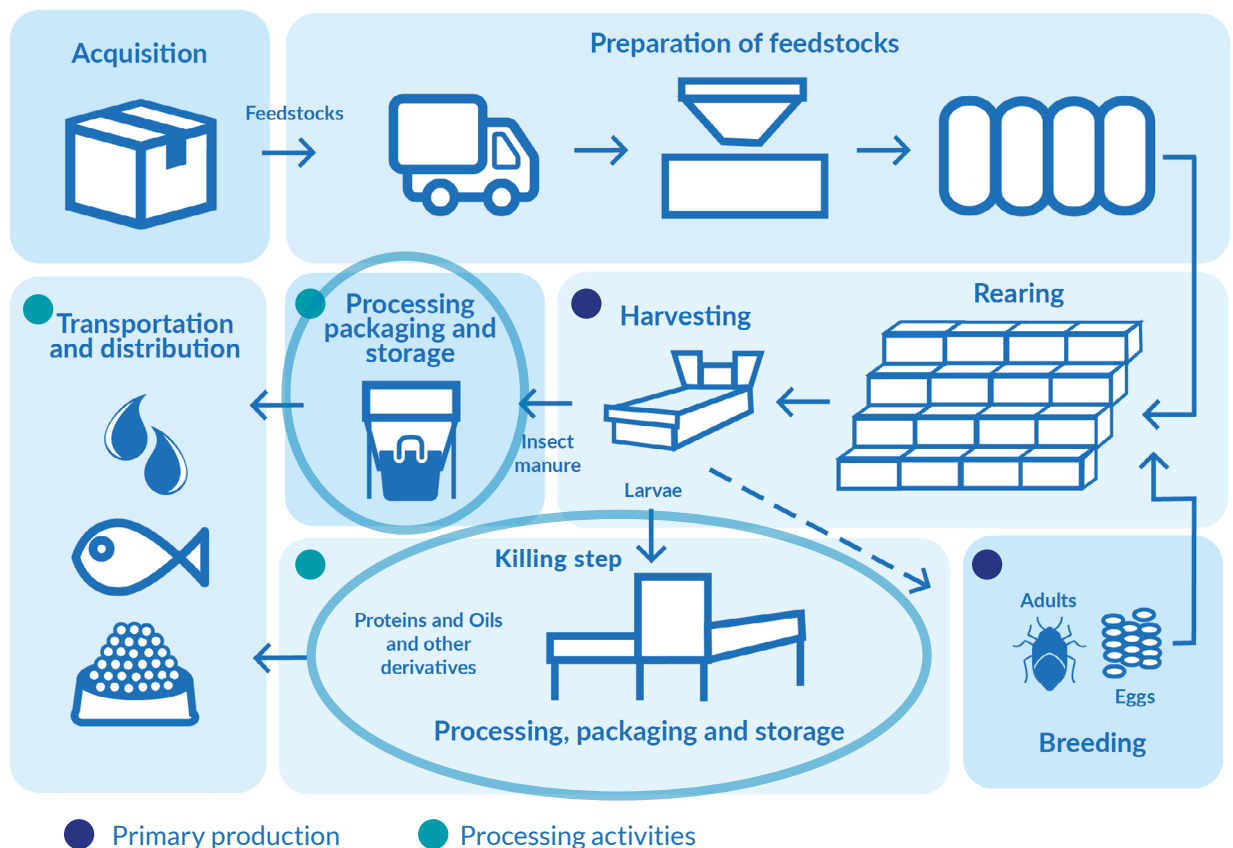 Acquisition
Feedstocks
Preparation of feedstocks
Transportation
and distribution
Processing
packaging and
storage
Insect
manure
Harvesting
Rearing
Larvae
Killing step
Proteins and Oils
and other
derivatives
Processing, packaging and storage
Adults
Eggs
Breeding
Primary production
Processing activities